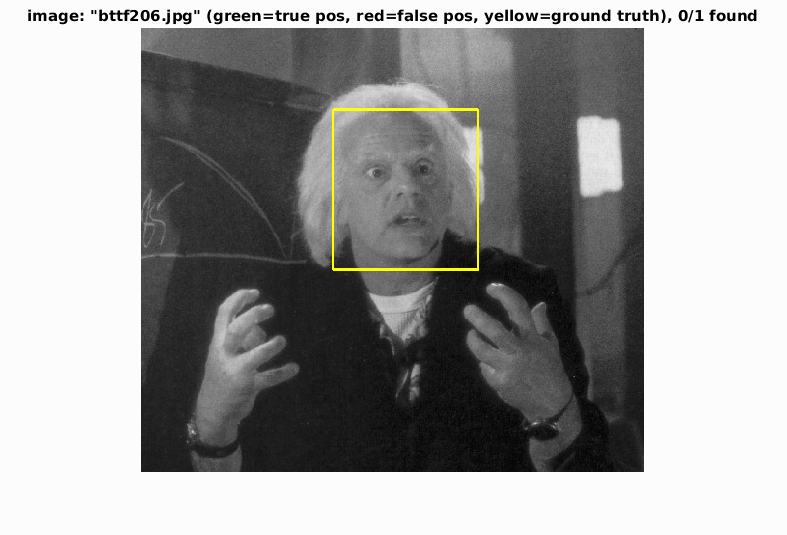 image: "bttf206.jpg" (green=true pos, red=false pos, yellow=ground truth), 0/1 found